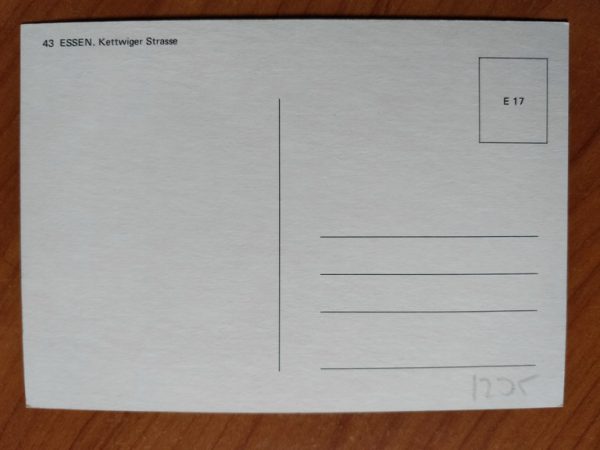 43 ESSEN. Kettwiger Strasse
E 17